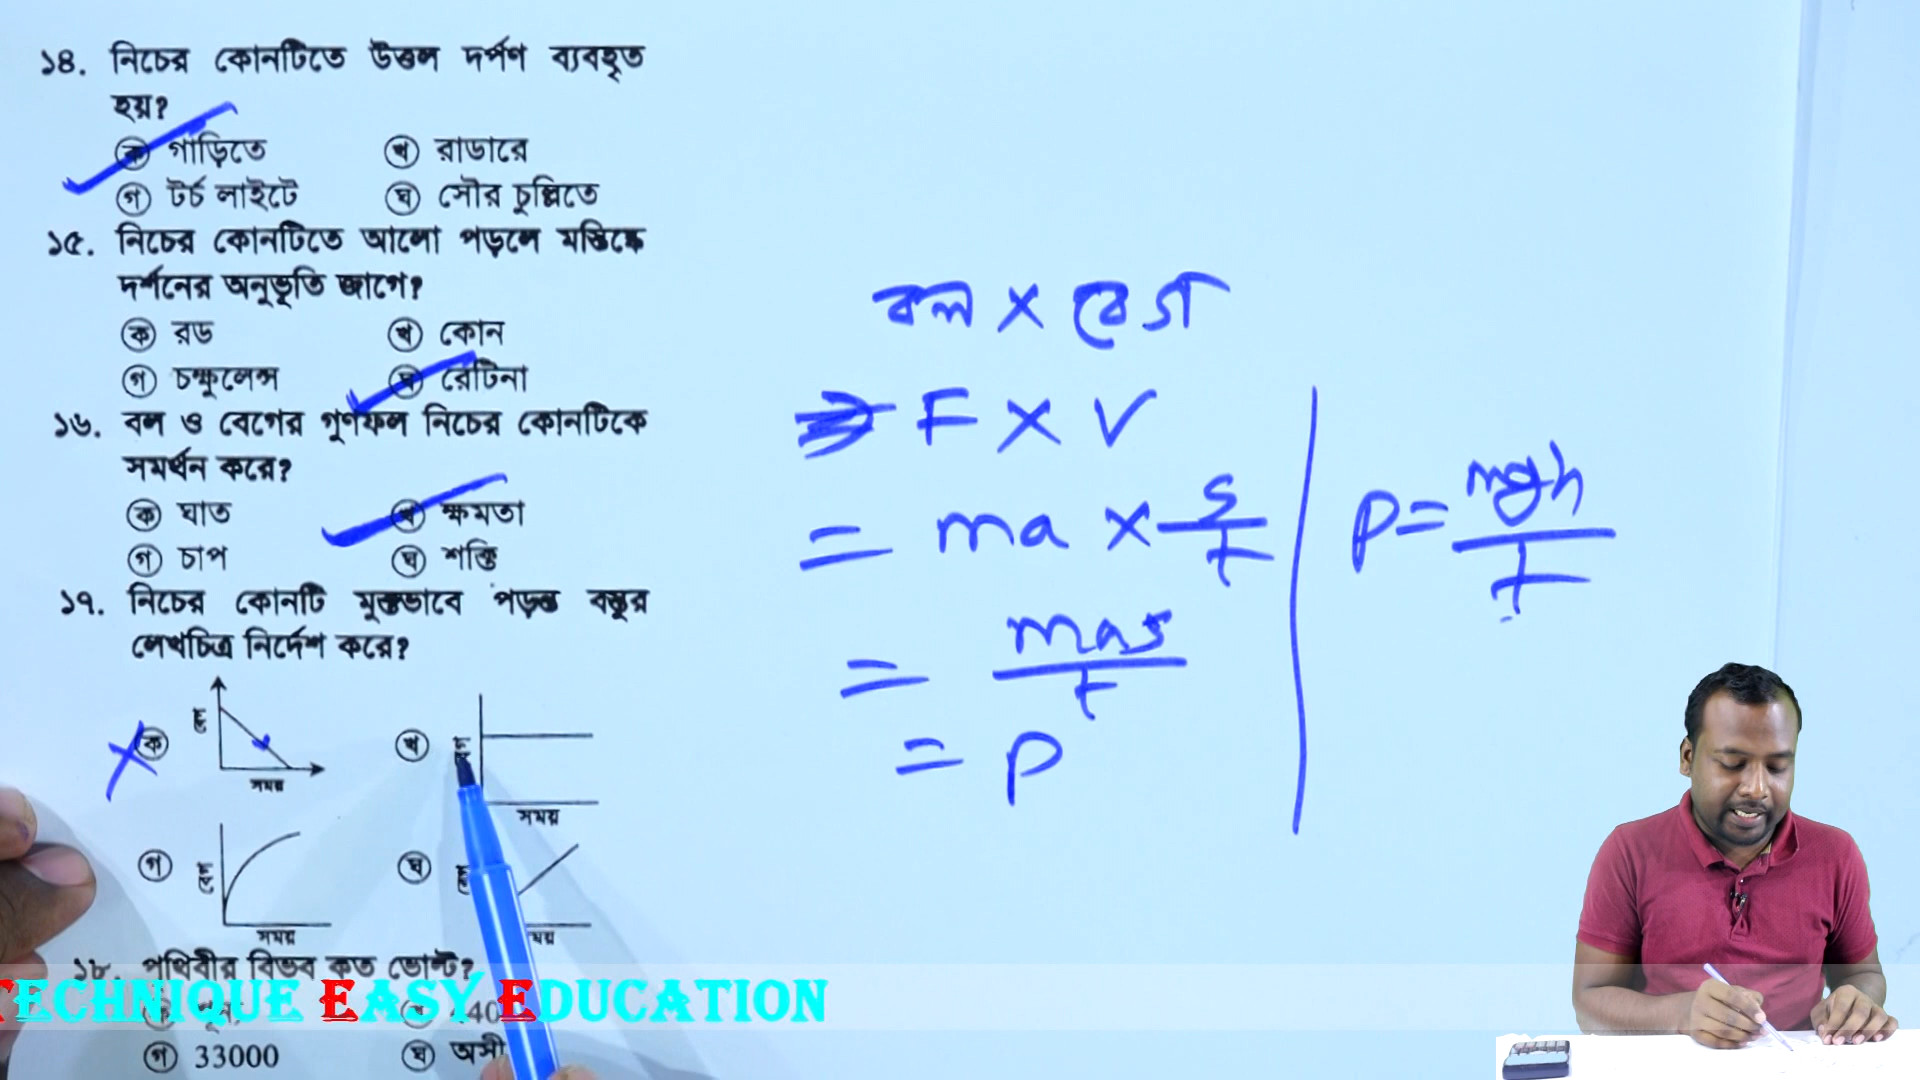 ১৪. নিচের কোনটিতে উত্তল দর্পণ ব্যবহৃত
হয়?
ক গাড়িতে খ রাডারে
গ টর্চ লাইটে ঘ সৌর চুল্লিতে
১৫. নিচের কোনটিতে আলো পড়লে মস্তিষ্কে
দর্শনের অনুভূতি জাগে?
ক রড খ কোন
গ চক্ষুলেন্স ঘ রেটিনা
১৬. বল ও বেগের গুণফল নিচের কোনটিকে
সমর্থন করে?
ক ঘাত খ ক্ষমতা
গ চাপ ঘ শক্তি
১৭. নিচের কোনটি মুক্তভাবে পড়ন্ত বস্তুর
লেখচিত্র নির্দেশ করে?
ক বেগ সময়
খ বেগ সময়
গ বেগ সময়
ঘ
১৮. পৃথিবীর বিভব কত ভোল্ট?
গ 33000 ঘ
বল × বেগ
F × V
= ma × s/t
= mas/t
= P
P = mgh/t
TECHNIQUE EASY EDUCATION